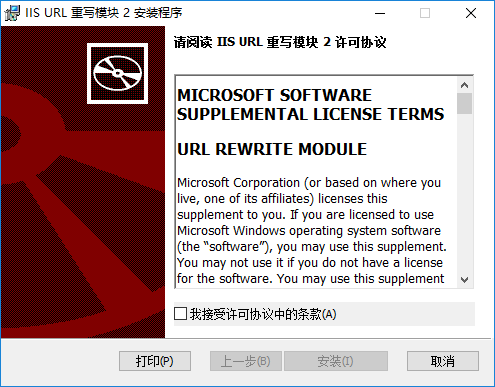 IIS URL 重写模块 2 安装程序
请阅读 IIS URL 重写模块 2 许可协议
MICROSOFT SOFTWARE
SUPPLEMENTAL LICENSE TERMS
URL REWRITE MODULE
Microsoft Corporation (or based on where you
live, one of its affiliates) licenses this
supplement to you. If you are licensed to use
Microsoft Windows operating system software
(the “software”), you may use this supplement.
You may not use it if you do not have a license
for the software. You may use this supplement
我接受许可协议中的条款(A)
打印(P)
上一步(B)
安装(I)
取消